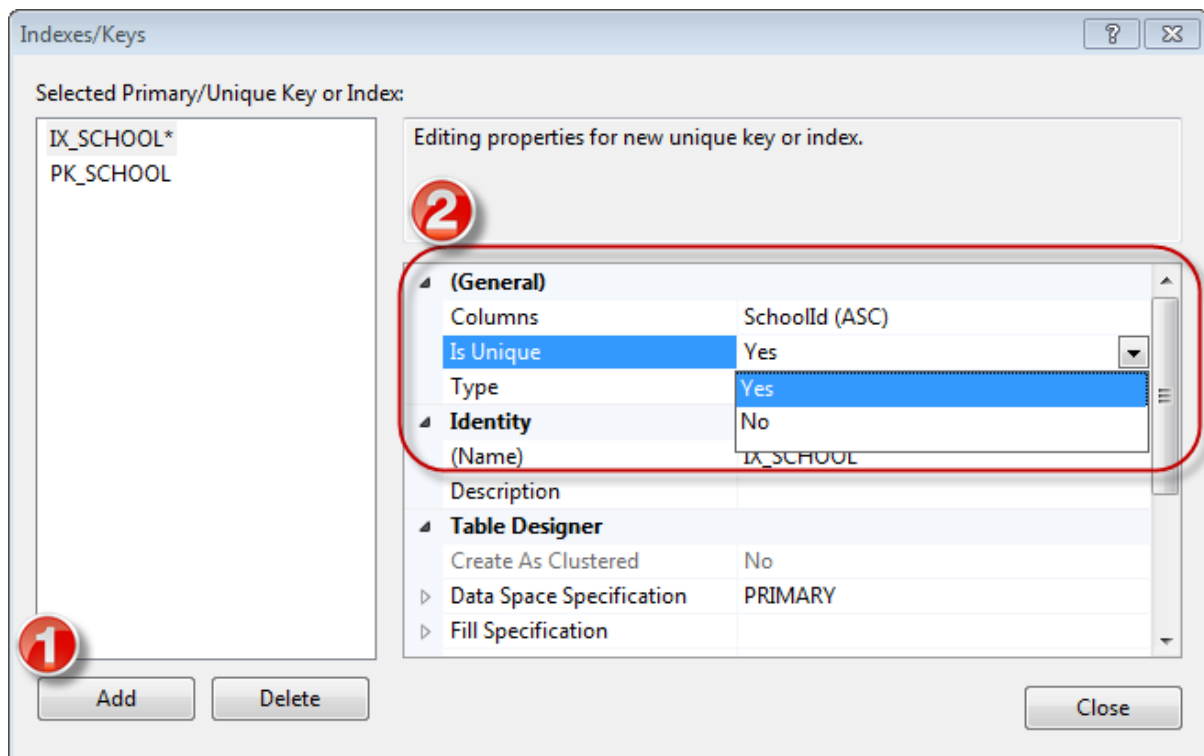 Indexes/Keys
Selected Primary/Unique Key or Index:
IX_SCHOOL*
PK_SCHOOL
Editing properties for new unique key or index.
2
(General)
Columns SchoolId (ASC)
Is Unique Yes
Type Yes
Identity No
(Name) IX_SCHOOL
Description
Table Designer
Create As Clustered No
Data Space Specification PRIMARY
Fill Specification
1
Add Delete
Close